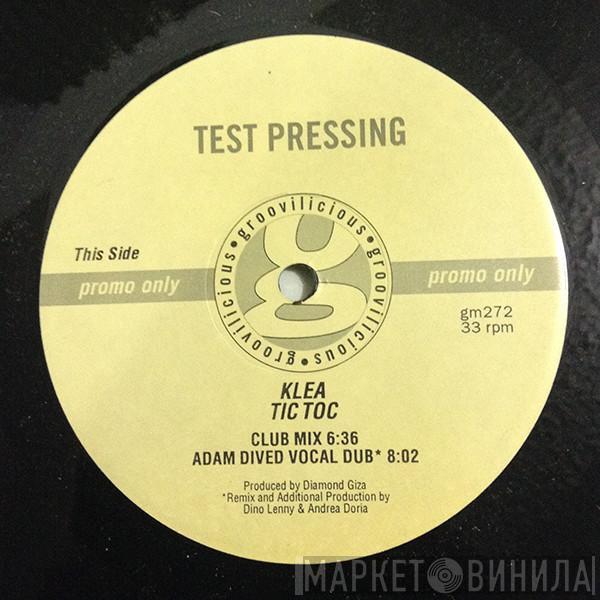 TEST PRESSING
groovilicious • groovilicious • groovilicious •
This Side
promo only
promo only
gm272
33 rpm
g
KLEA
TIC TOC
CLUB MIX 6:36
ADAM DIVED VOCAL DUB* 8:02
Produced by Diamond Giza
*Remix and Additional Production by
Dino Lenny & Andrea Doria
МАРКЕТ ВИНИЛА